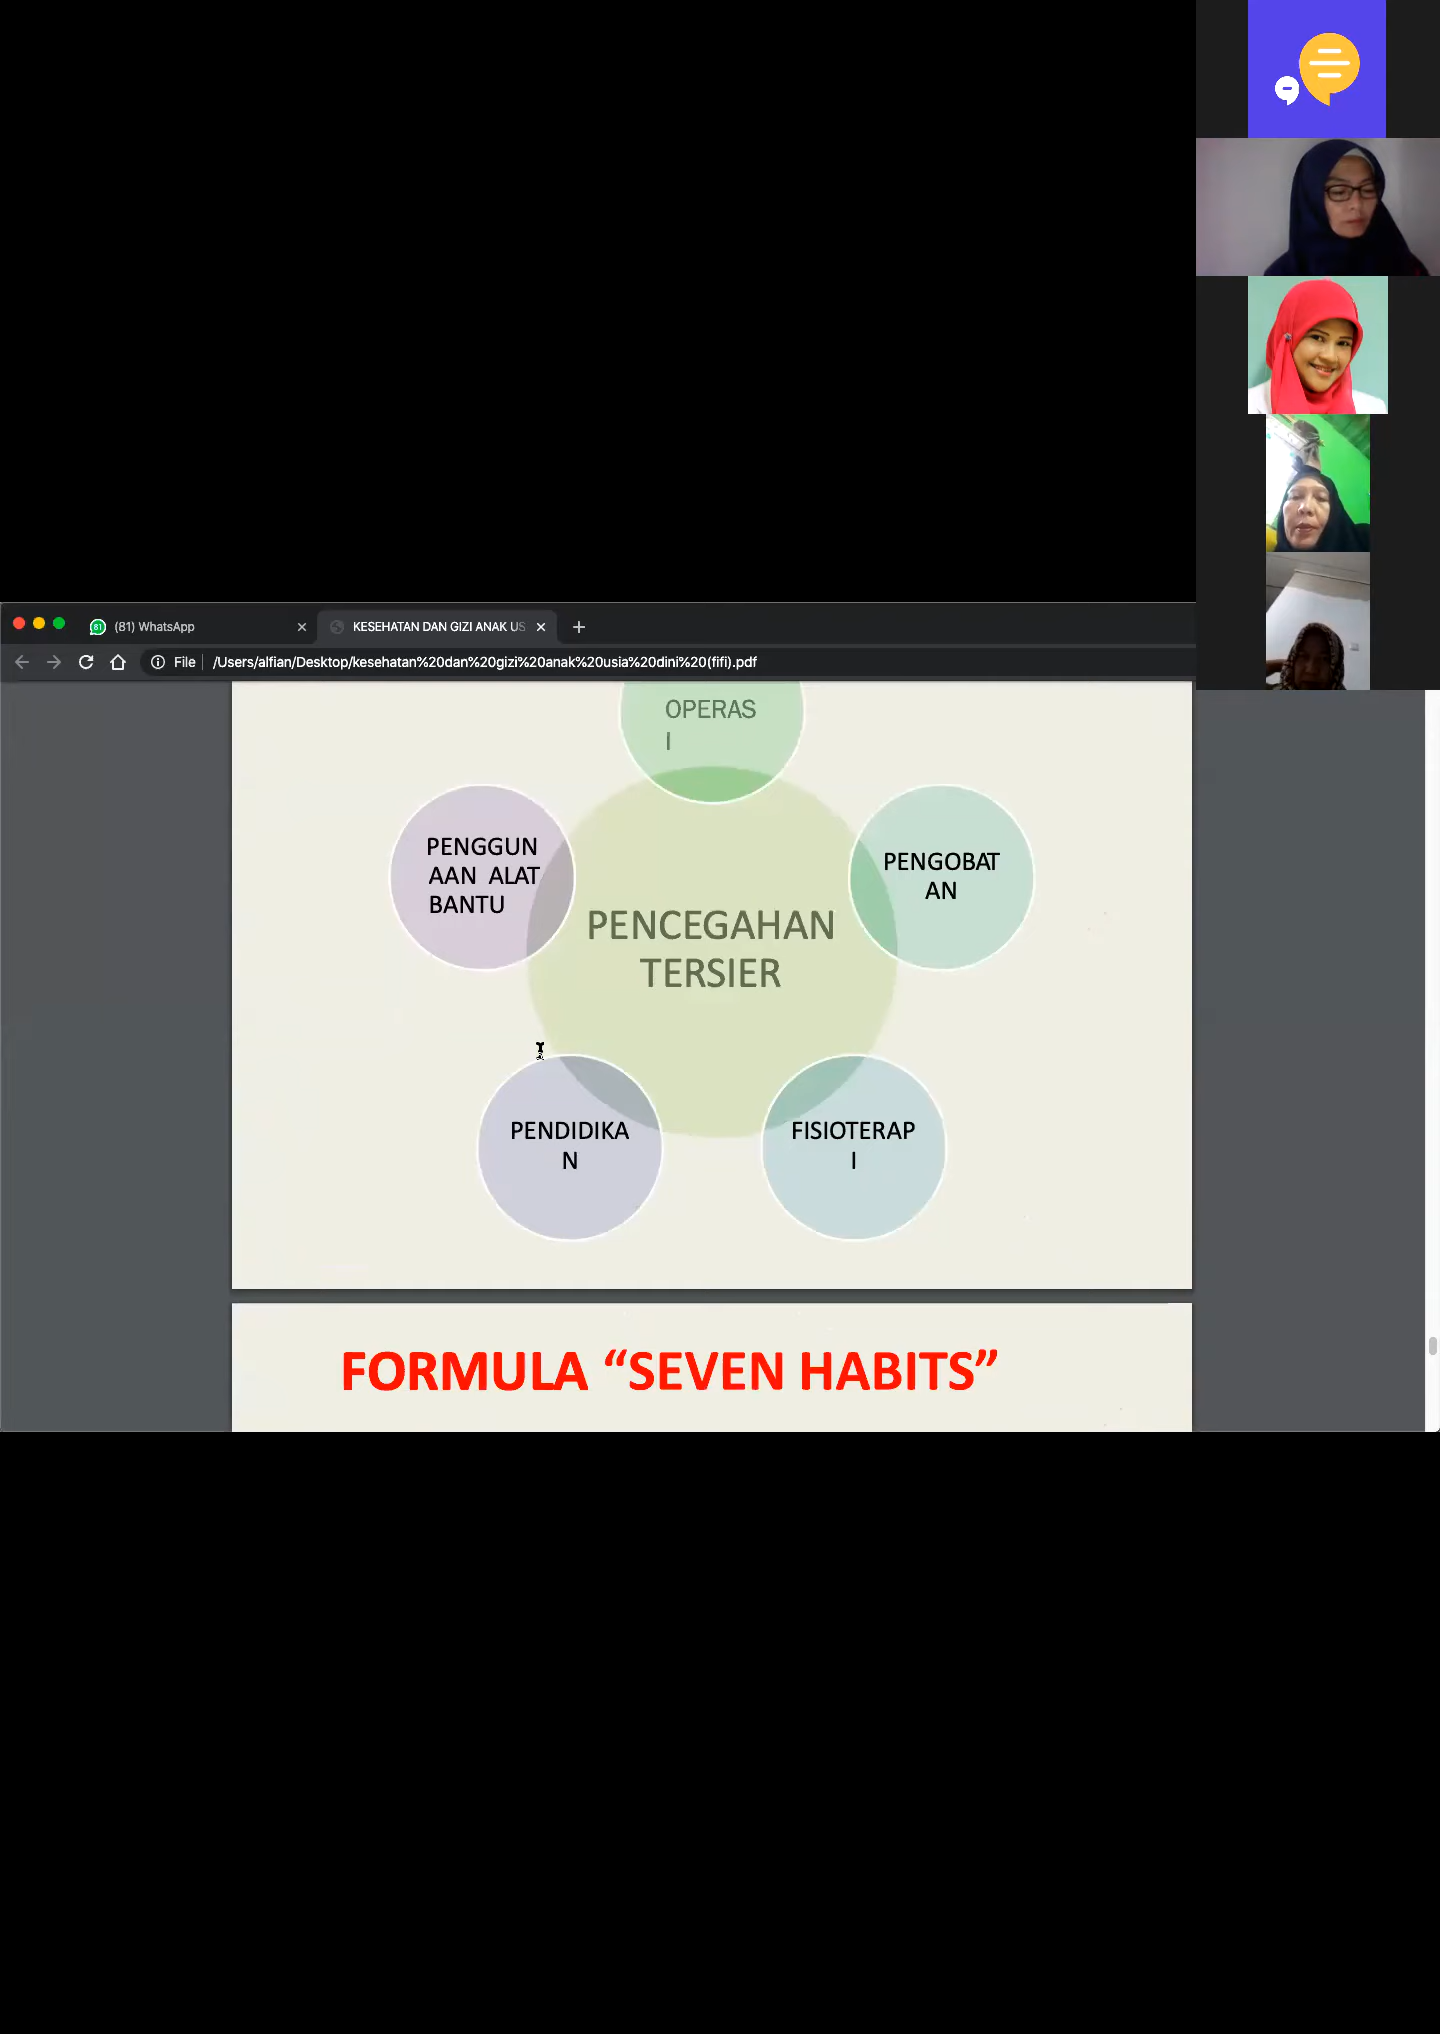 (81) WhatsApp
KESEHATAN DAN GIZI ANAK US
File
/Users/alfian/Desktop/kesehatan%20dan%20gizi%20anak%20usia%20dini%20(fifi).pdf
OPERAS
I
PENGGUN
AAN ALAT
BANTU
PENGOBAT
AN
PENCEGAHAN
TERSIER
PENDIDIKA
N
FISIOTERAP
I
FORMULA “SEVEN HABITS”